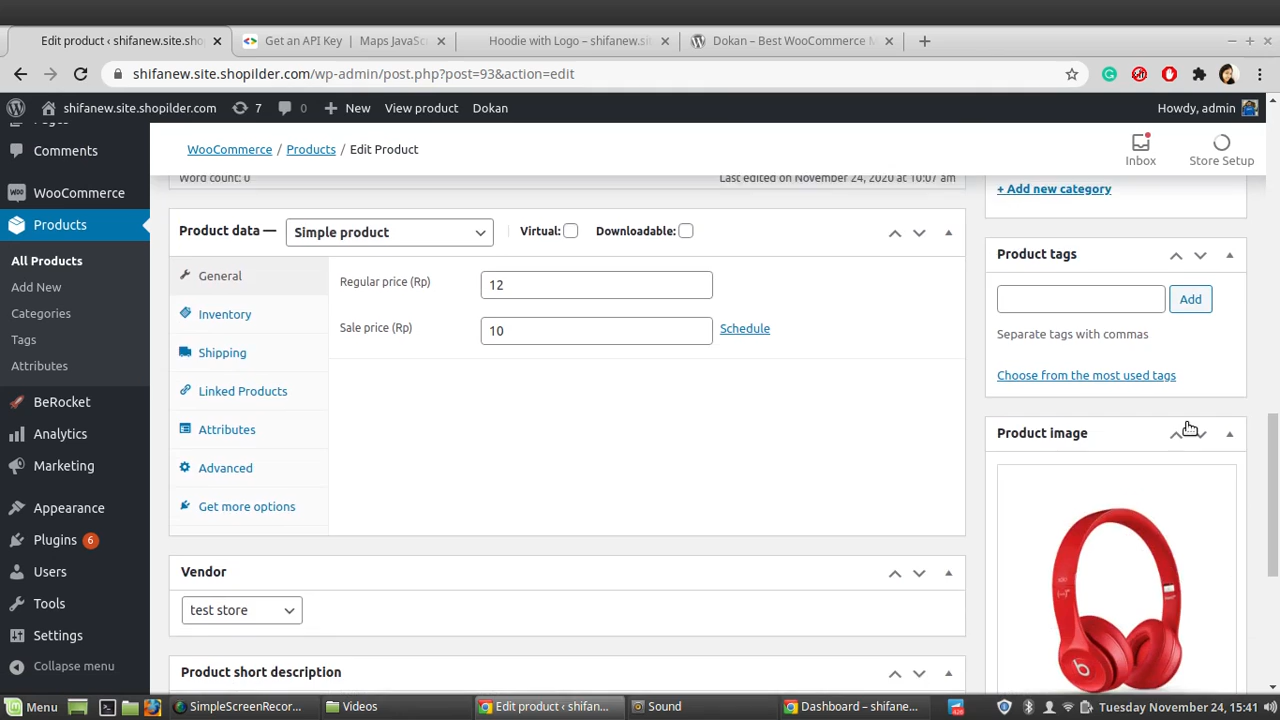 Edit product ‹ shifanew.site.sho
Get an API Key | Maps JavaSc
Hoodie with Logo – shifanew.sit
Dokan – Best WooCommerce M
shifanew.site.shopilder.com/wp-admin/post.php?post=93&action=edit
shifanew.site.shopilder.com 7 0 New View product Dokan Howdy, admin
WooCommerce / Products / Edit Product
Inbox
Store Setup
Comments
WooCommerce
Products
All Products
Add New
Categories
Tags
Attributes
BeRocket
Analytics
Marketing
Appearance
Plugins 6
Users
Tools
Settings
Collapse menu
Word count: 0
Last edited on November 24, 2020 at 10:07 am
Product data — Simple product Virtual: Downloadable:
General
Inventory
Shipping
Linked Products
Attributes
Advanced
Get more options
Regular price (Rp) 12
Sale price (Rp) 10 Schedule
Vendor
test store
Product short description
+ Add new category
Product tags
Add
Separate tags with commas
Choose from the most used tags
Product image
Menu
SimpleScreenRecor...
Videos
Edit product ‹ shifan...
Sound
Dashboard – shifane...
Tuesday November 24, 15:41